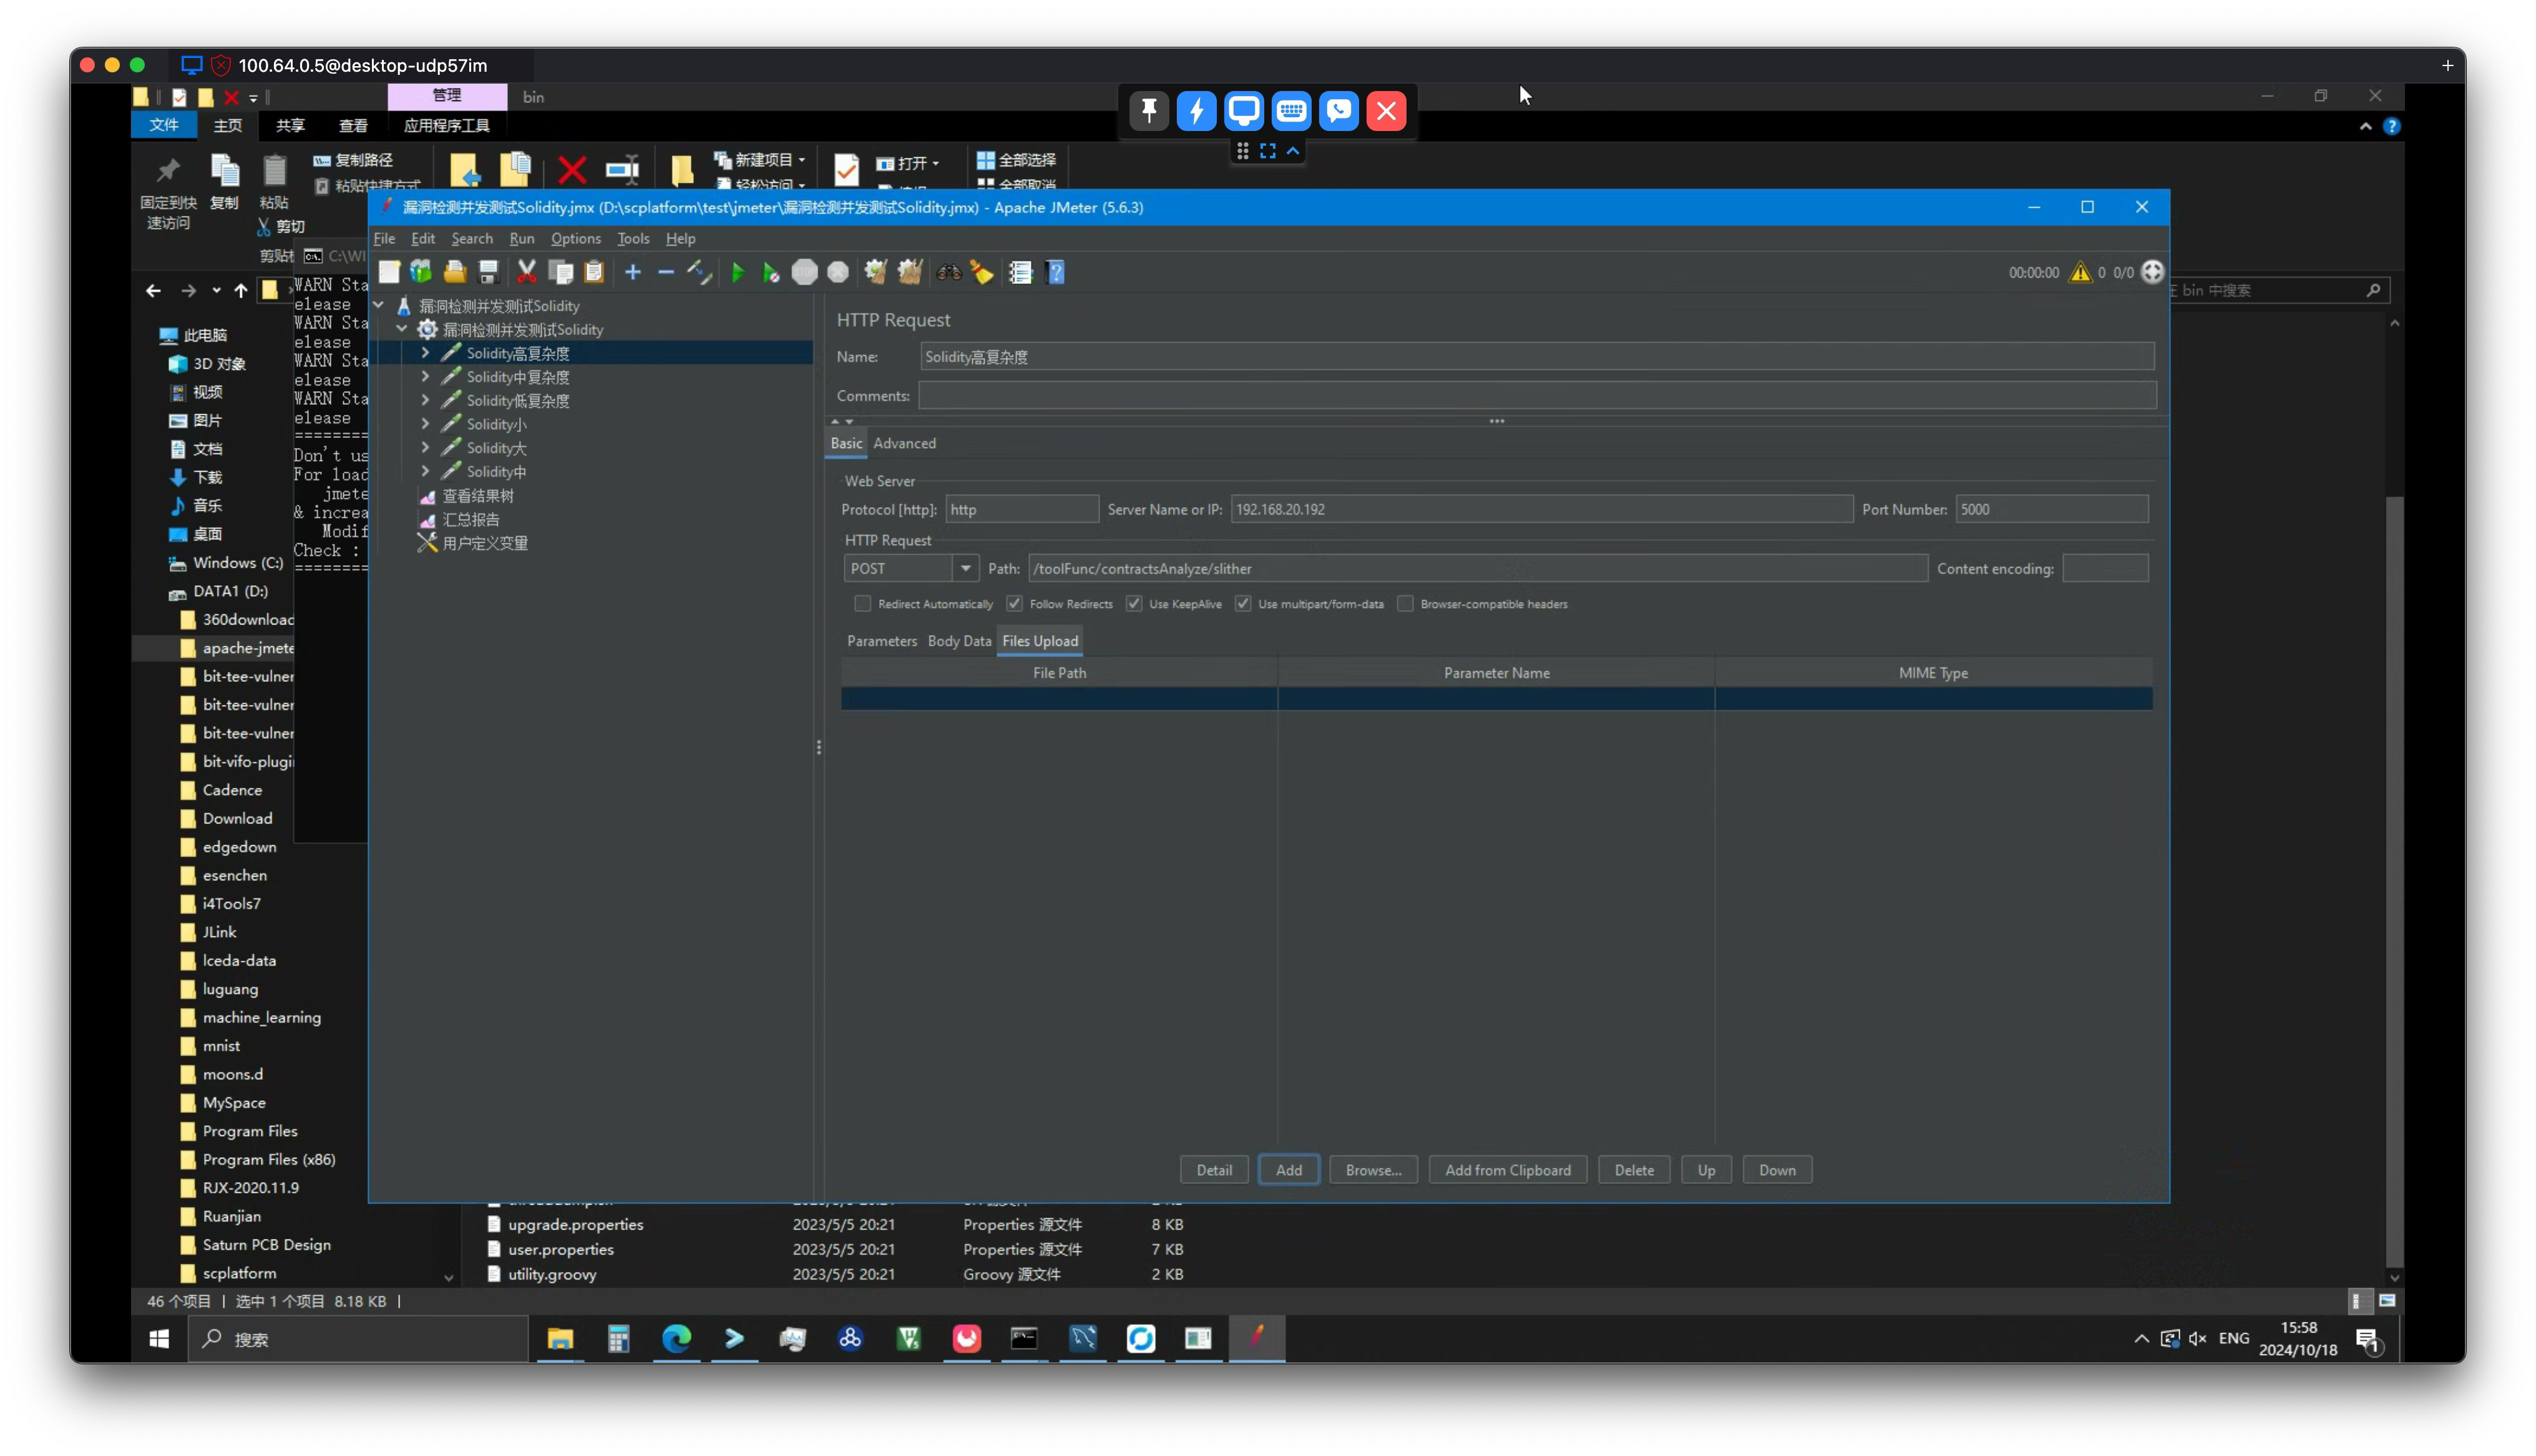 100.64.0.5@desktop-udp57im
管理
bin
文件
主页
共享
查看
应用程序工具
固定到快速访问
复制
粘贴
复制路径
粘贴快捷方式
剪切
新建项目
轻松访问
打开
全部选择
全部取消
漏洞检测并发测试Solidity.jmx (D:\scplatform\test\jmeter\漏洞检测并发测试Solidity.jmx) - Apache JMeter (5.6.3)
File Edit Search Run Options Tools Help
C:\WI
00:00:00 0 0/0
bin 中搜索
WARN Sta
elease
WARN Sta
elease
WARN Sta
elease
WARN Sta
elease
=========
Don't us
For load
jmete
& increa
Modif
Check :
=========
此电脑
3D 对象
视频
图片
文档
下载
音乐
桌面
Windows (C:)
DATA1 (D:)
360download
apache-jmete
bit-tee-vulner
bit-tee-vulner
bit-tee-vulner
bit-vifo-plugi
Cadence
Download
edgedown
esenchen
i4Tools7
JLink
lceda-data
luguang
machine_learning
mnist
moons.d
MySpace
Program Files
Program Files (x86)
RJX-2020.11.9
Ruanjian
Saturn PCB Design
scplatform
漏洞检测并发测试Solidity
漏洞检测并发测试Solidity
Solidity高复杂度
Solidity中复杂度
Solidity低复杂度
Solidity小
Solidity大
Solidity中
查看结果树
汇总报告
用户定义变量
HTTP Request
Name: Solidity高复杂度
Comments:
Basic Advanced
Web Server
Protocol [http]: http Server Name or IP: 192.168.20.192 Port Number: 5000
HTTP Request
POST Path: /toolFunc/contractsAnalyze/slither Content encoding:
Redirect Automatically Follow Redirects Use KeepAlive Use multipart/form-data Browser-compatible headers
Parameters Body Data Files Upload
File Path Parameter Name MIME Type
Detail Add Browse... Add from Clipboard Delete Up Down
upgrade.properties 2023/5/5 20:21 Properties 源文件 8 KB
user.properties 2023/5/5 20:21 Properties 源文件 7 KB
utility.groovy 2023/5/5 20:21 Groovy 源文件 2 KB
46 个项目 选中 1 个项目 8.18 KB
搜索
ENG
15:58
2024/10/18
1